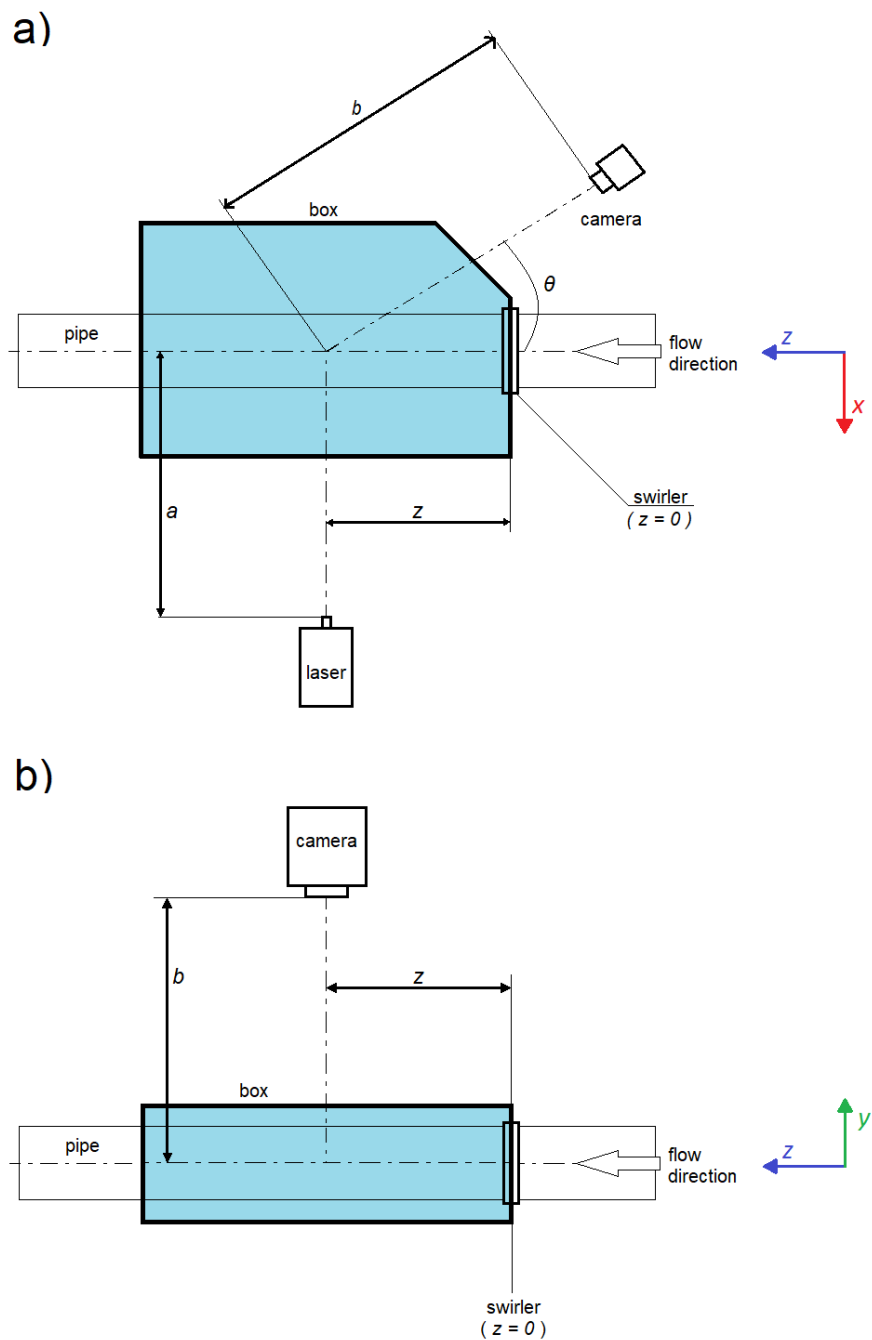 a)
b
box
camera
θ
pipe
flow
direction
z
x
swirler
( z = 0 )
a
z
laser
b)
camera
b
z
box
y
pipe
z
flow
direction
swirler
( z = 0 )